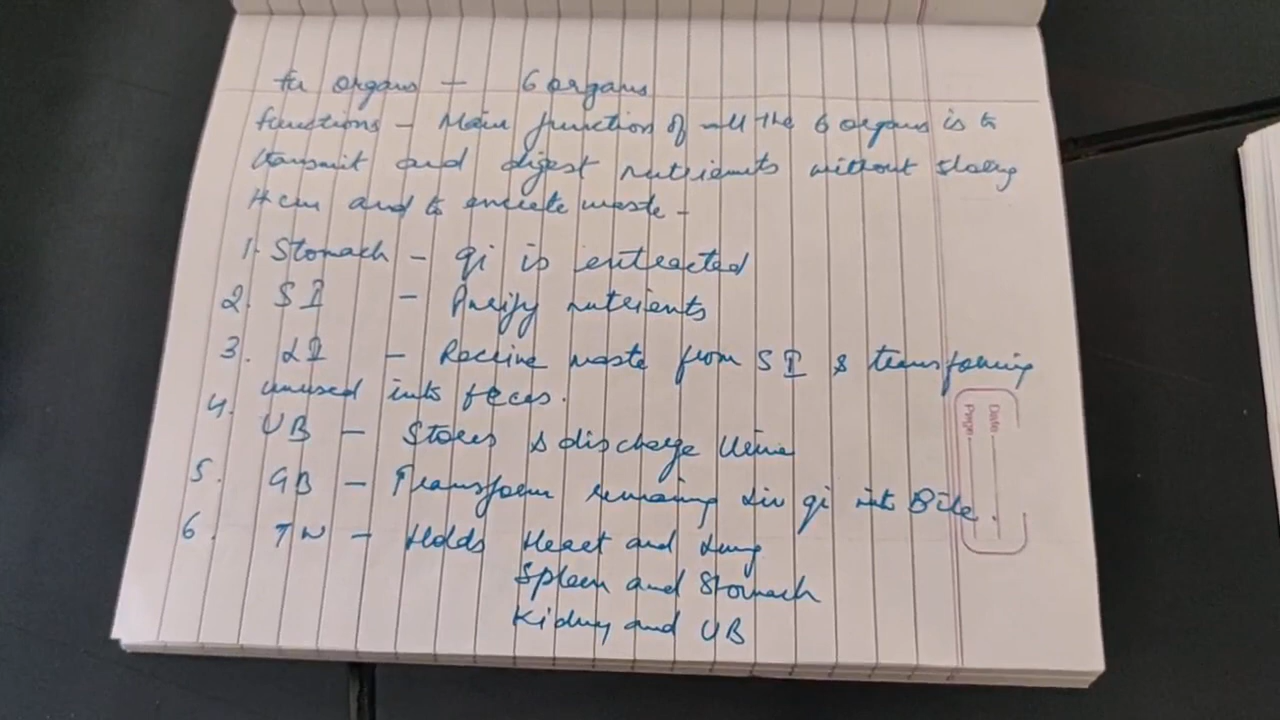 Fu organs – 6 organs
functions – Main function of all the 6 organs is to
transmit and digest nutrients without storing
them and to excrete waste –
1. Stomach – qi is extracted
2. SI – Purify nutrients
3. LI – Receive waste from SI & transforming
unused into feces.
4. UB – Stores & discharge Urine
5. GB – Transform remaining Liv qi into Bile.
6. TW – Holds Heart and Lung
Spleen and Stomach
Kidney and UB
Date
Page